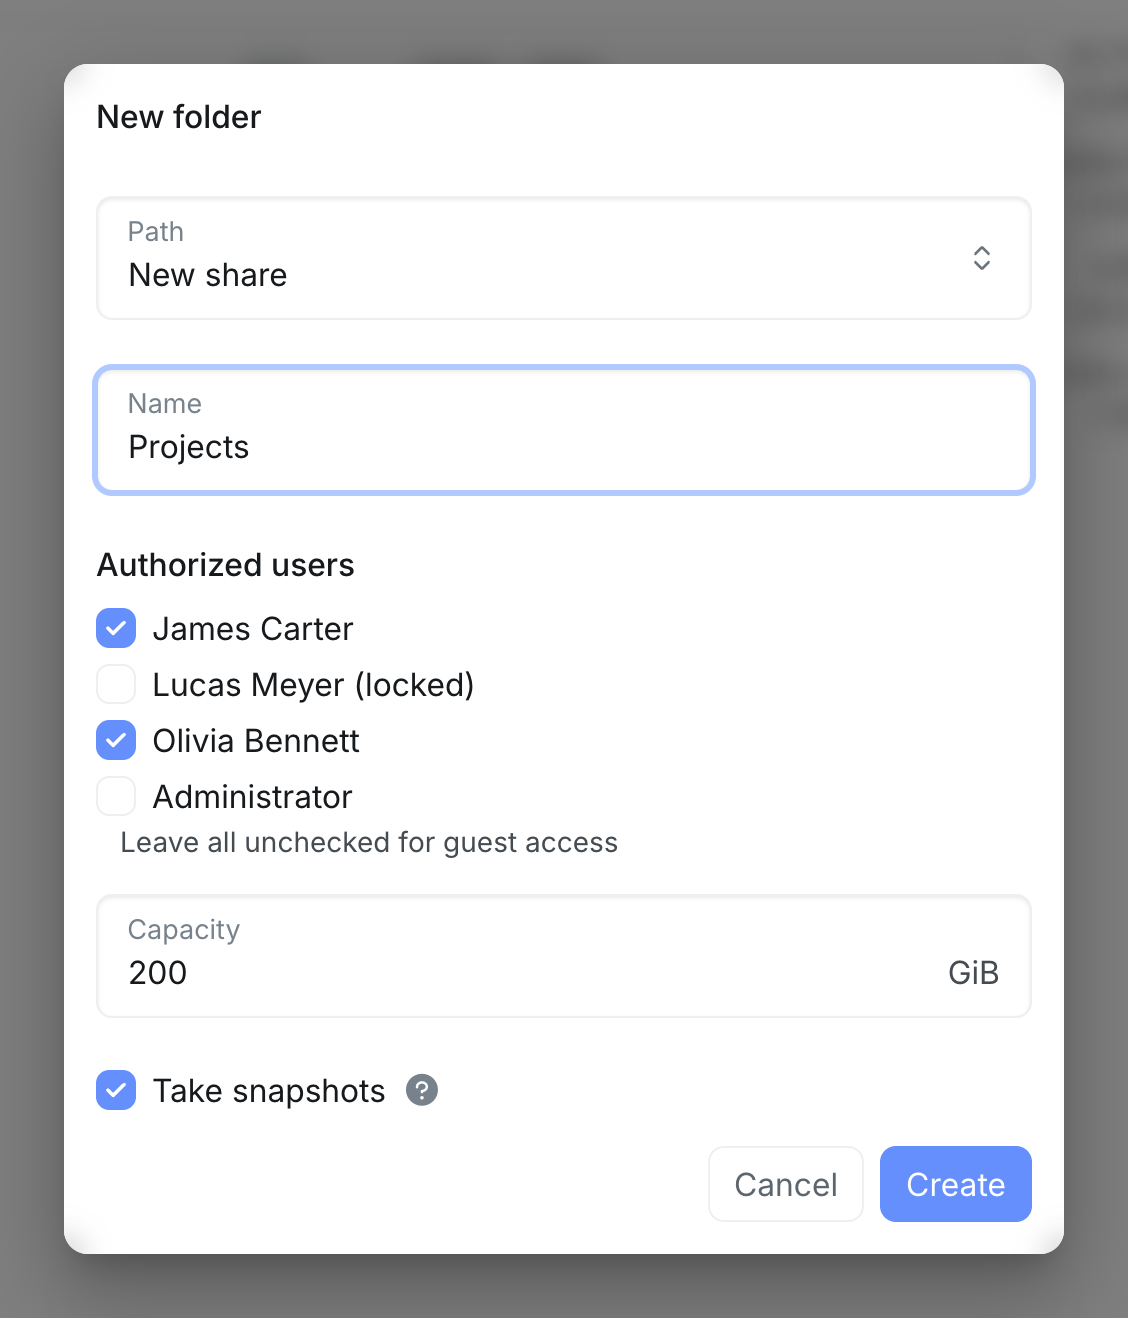 New folder
Path
New share
Name
Projects
Authorized users
James Carter
Lucas Meyer (locked)
Olivia Bennett
Administrator
Leave all unchecked for guest access
Capacity
200 GiB
Take snapshots ?
Cancel Create